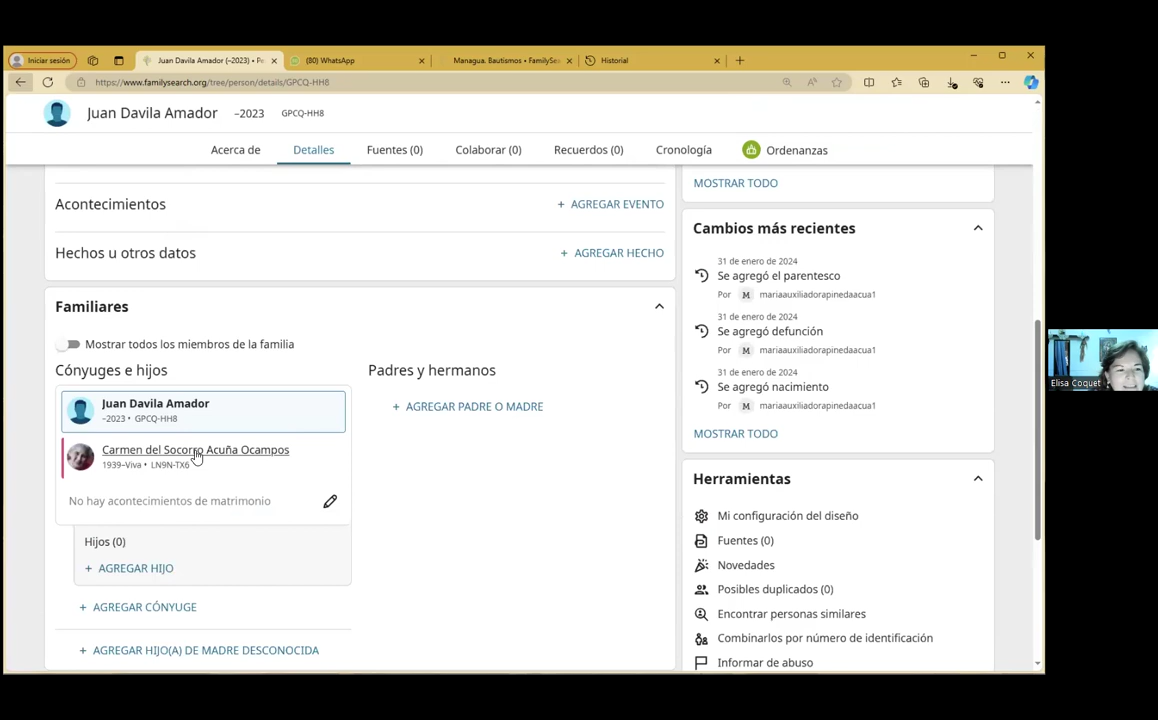 Iniciar sesión
Juan Davila Amador (–2023) • Pe
(80) WhatsApp
Managua. Bautismos • FamilySea
Historial
https://www.familysearch.org/tree/person/details/GPCQ-HH8
Juan Davila Amador –2023 GPCQ-HH8
Acerca de Detalles Fuentes (0) Colaborar (0) Recuerdos (0) Cronología Ordenanzas
Acontecimientos
+ AGREGAR EVENTO
Hechos u otros datos
+ AGREGAR HECHO
Familiares
Mostrar todos los miembros de la familia
Cónyuges e hijos
Juan Davila Amador
–2023 • GPCQ-HH8
Carmen del Socorro Acuña Ocampos
1939–Viva • LN9N-TX6
No hay acontecimientos de matrimonio
Hijos (0)
+ AGREGAR HIJO
+ AGREGAR CÓNYUGE
+ AGREGAR HIJO(A) DE MADRE DESCONOCIDA
Padres y hermanos
+ AGREGAR PADRE O MADRE
MOSTRAR TODO
Cambios más recientes
31 de enero de 2024
Se agregó el parentesco
Por M mariaauxiliadorapinedaacua1
31 de enero de 2024
Se agregó defunción
Por M mariaauxiliadorapinedaacua1
31 de enero de 2024
Se agregó nacimiento
Por M mariaauxiliadorapinedaacua1
MOSTRAR TODO
Herramientas
Mi configuración del diseño
Fuentes (0)
Novedades
Posibles duplicados (0)
Encontrar personas similares
Combinarlos por número de identificación
Informar de abuso
Elisa Coquet